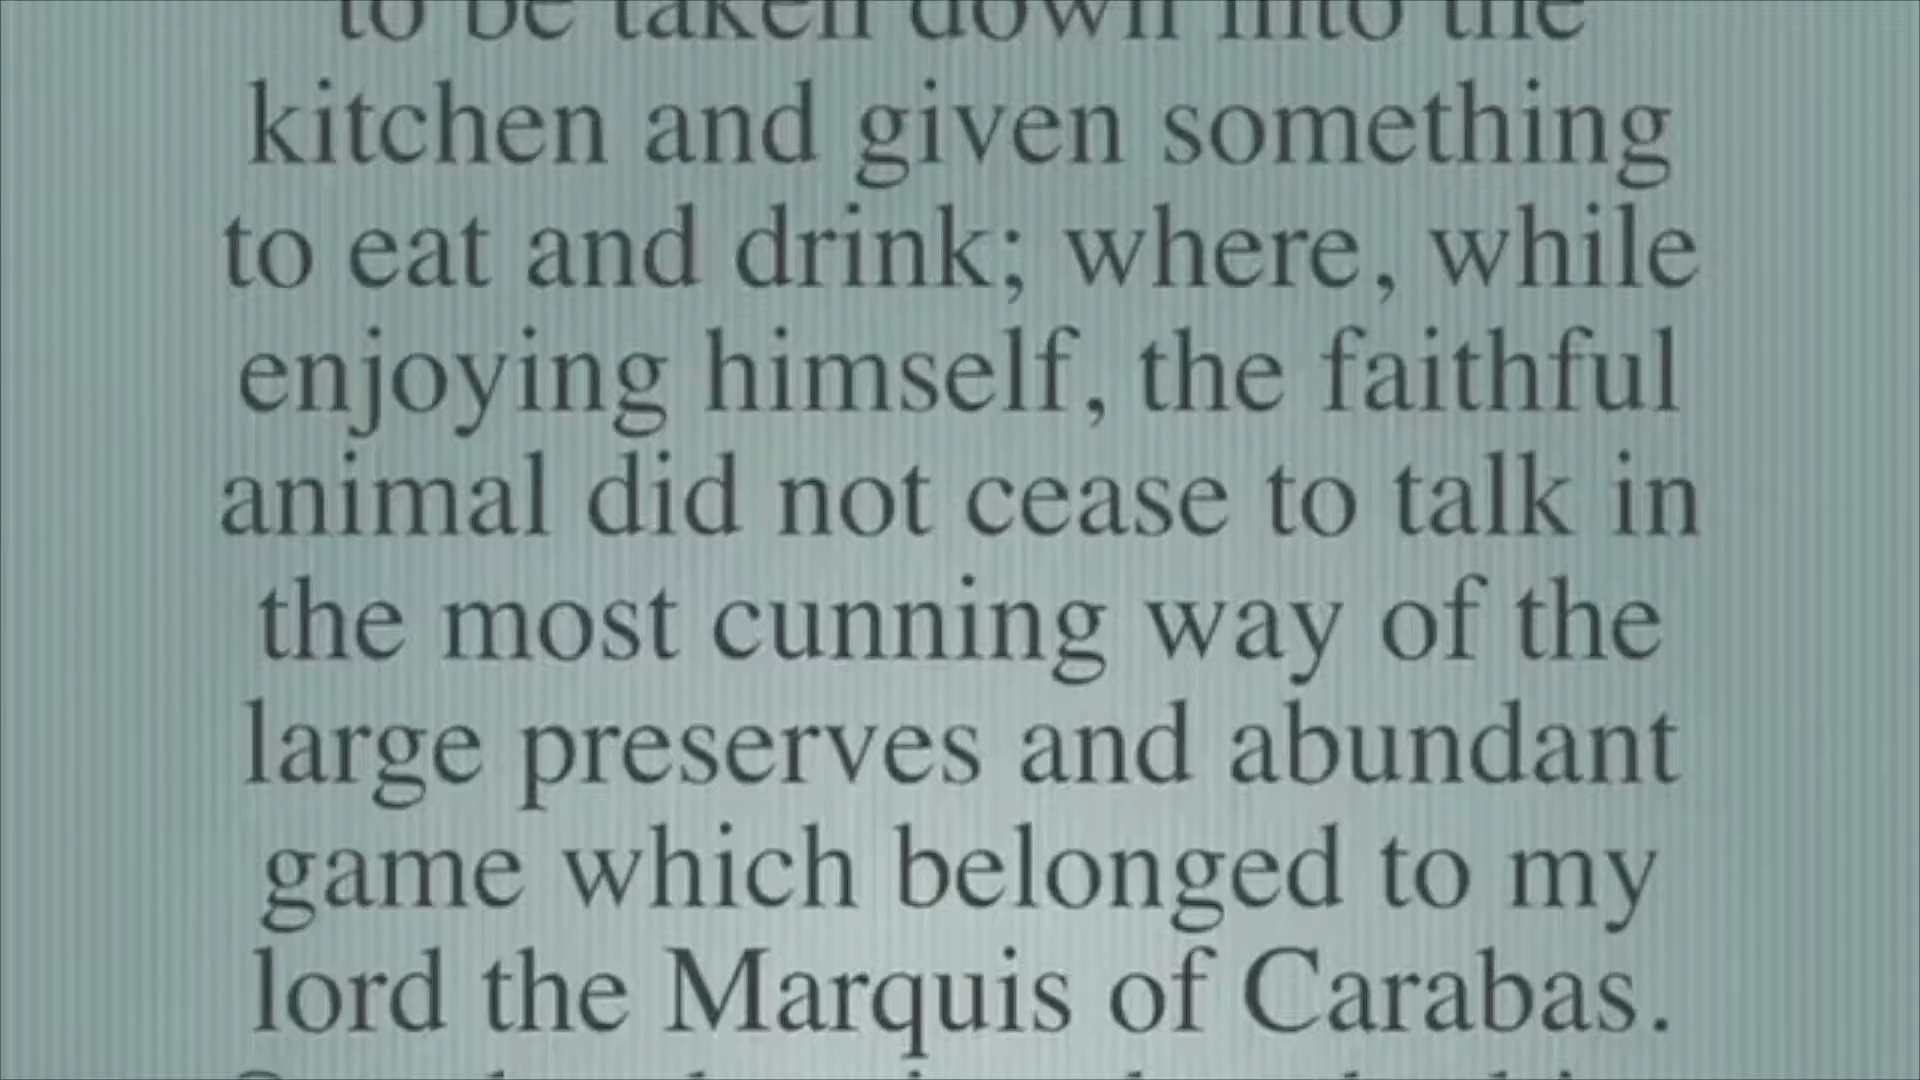 to be taken down into the
kitchen and given something
to eat and drink; where, while
enjoying himself, the faithful
animal did not cease to talk in
the most cunning way of the
large preserves and abundant
game which belonged to my
lord the Marquis of Carabas.